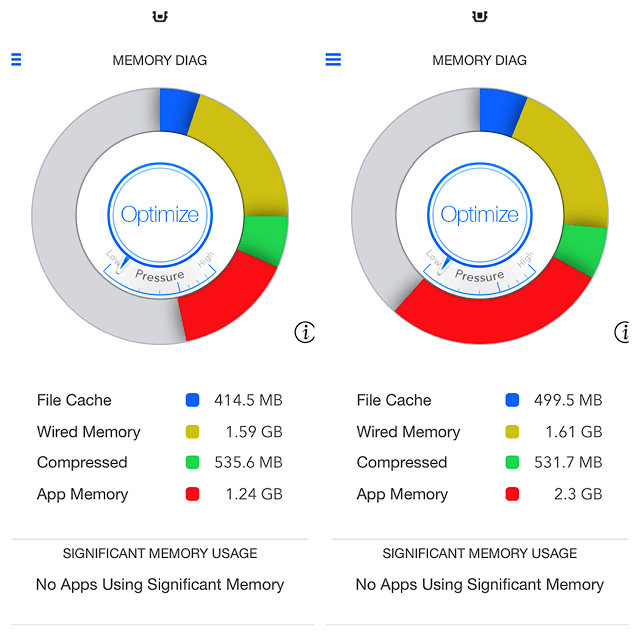 MEMORY DIAG
Optimize
Low
High
Pressure
i
File Cache 414.5 MB
Wired Memory 1.59 GB
Compressed 535.6 MB
App Memory 1.24 GB
SIGNIFICANT MEMORY USAGE
No Apps Using Significant Memory
MEMORY DIAG
Optimize
Low
High
Pressure
i
File Cache 499.5 MB
Wired Memory 1.61 GB
Compressed 531.7 MB
App Memory 2.3 GB
SIGNIFICANT MEMORY USAGE
No Apps Using Significant Memory